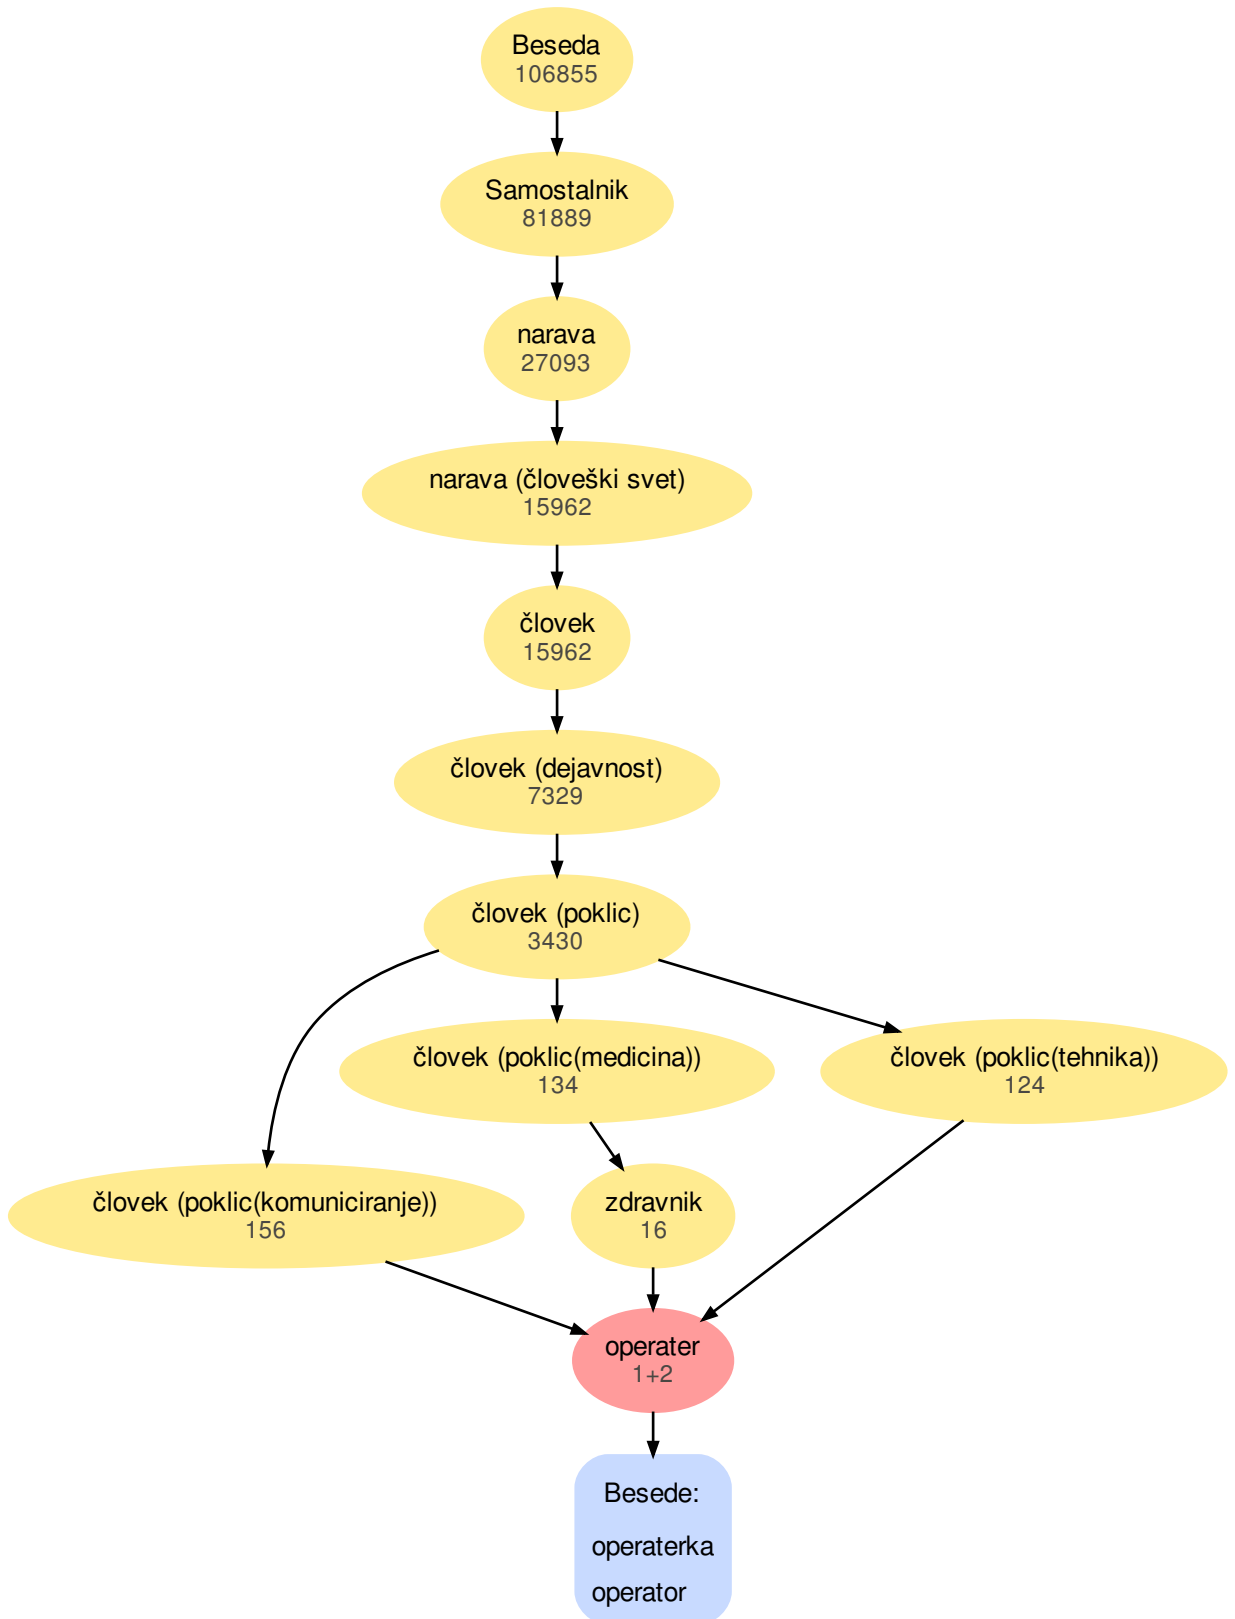 Beseda
106855
Samostalnik
81889
narava
27093
narava (človeški svet)
15962
človek
15962
človek (dejavnost)
7329
človek (poklic)
3430
človek (poklic(medicina))
134
človek (poklic(tehnika))
124
človek (poklic(komuniciranje))
156
zdravnik
16
operater
1+2
Besede:
operaterka
operator